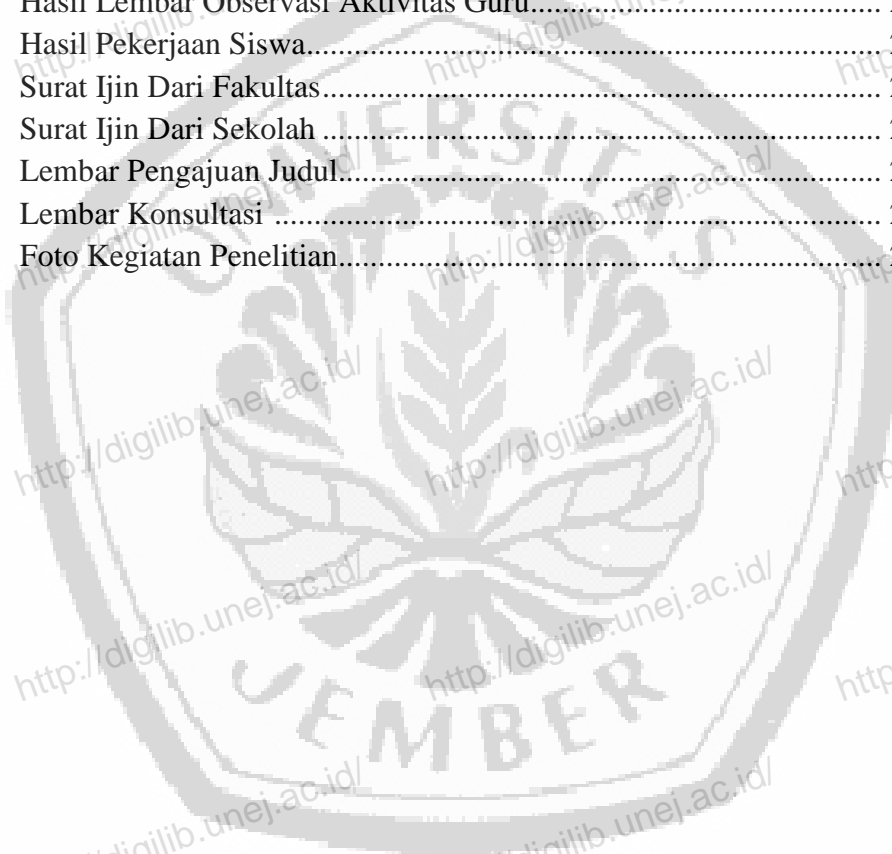 Hasil Lembar Observasi Aktivitas Guru..........................................
Hasil Pekerjaan Siswa......................................................................
Surat Ijin Dari Fakultas....................................................................
Surat Ijin Dari Sekolah ....................................................................
Lembar Pengajuan Judul..................................................................
Lembar Konsultasi ..........................................................................
Foto Kegiatan Penelitian..................................................................
UNIVERSITAS
JEMBER
http://digilib.unej.ac.id/
http://digilib.unej.ac.id/
http://digilib.unej.ac.id/
http://digilib.unej.ac.id/
http://digilib.unej.ac.id/
http://digilib.unej.ac.id/